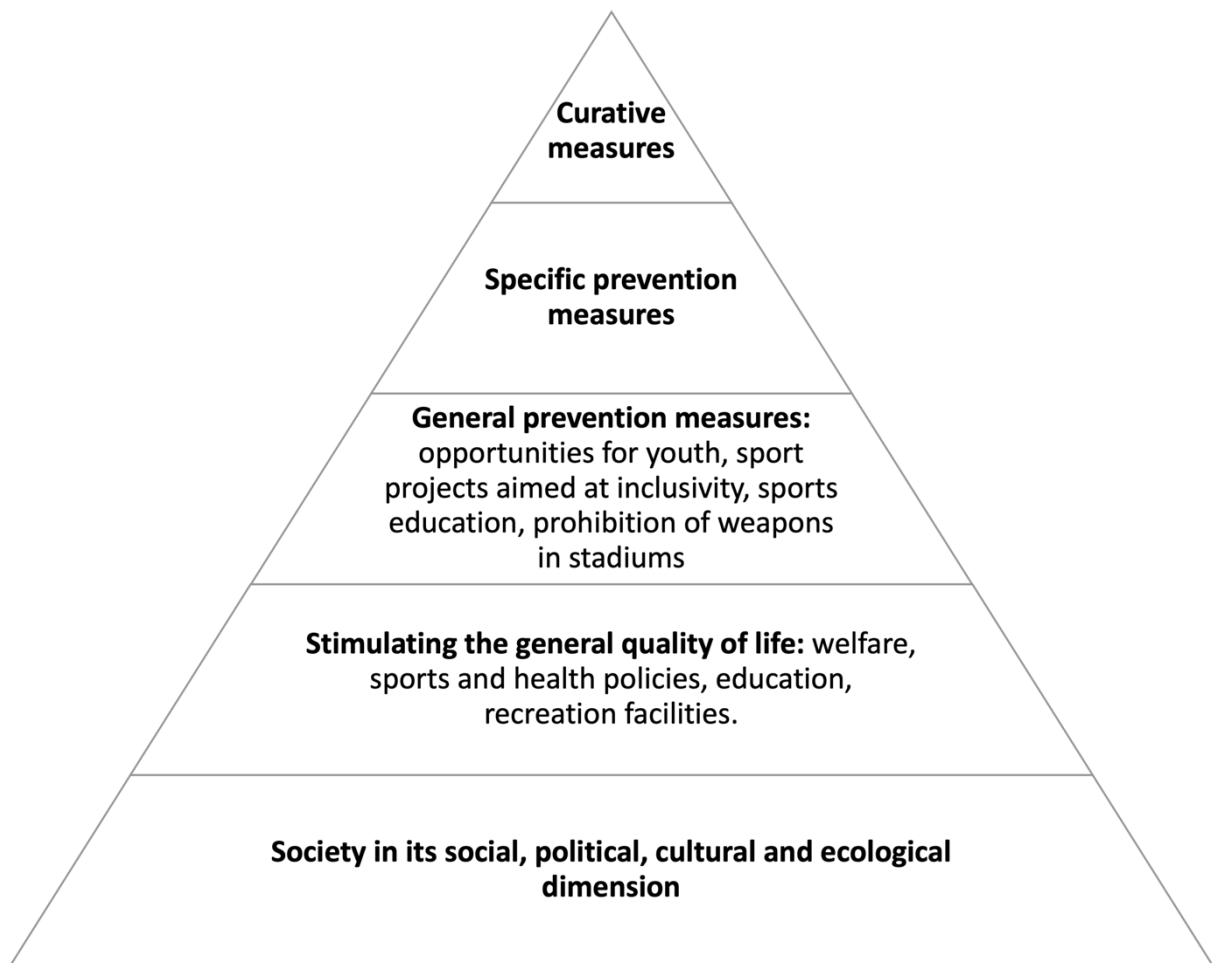 Curative
measures
Specific prevention
measures
General prevention measures:
opportunities for youth, sport
projects aimed at inclusivity, sports
education, prohibition of weapons
in stadiums
Stimulating the general quality of life: welfare,
sports and health policies, education,
recreation facilities.
Society in its social, political, cultural and ecological
dimension